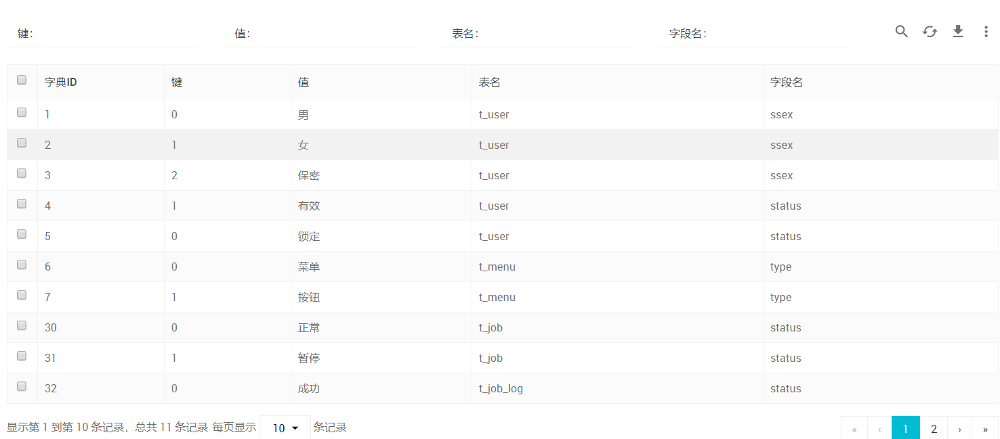 键： 值： 表名： 字段名：
字典ID 键 值 表名 字段名
1 0 男 t_user ssex
2 1 女 t_user ssex
3 2 保密 t_user ssex
4 1 有效 t_user status
5 0 锁定 t_user status
6 0 菜单 t_menu type
7 1 按钮 t_menu type
30 0 正常 t_job status
31 1 暂停 t_job status
32 0 成功 t_job_log status
显示第 1 到第 10 条记录，总共 11 条记录 每页显示 10 条记录 « ‹ 1 2 › »